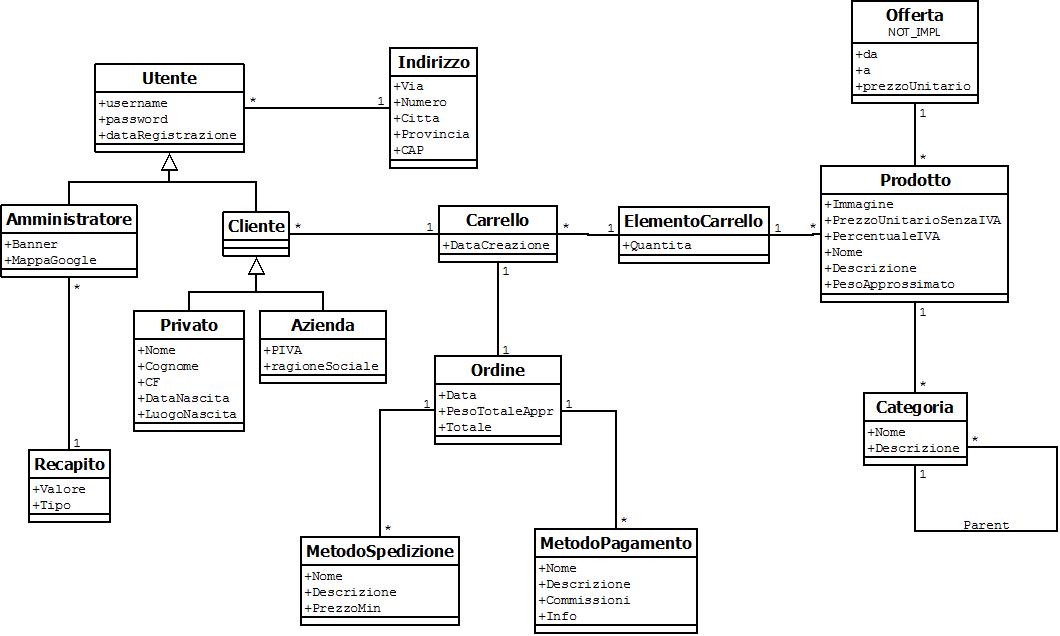 Offerta
NOT_IMPL
+da
+a
+prezzoUnitario
Utente
+username
+password
+dataRegistrazione
* 1
Indirizzo
+Via
+Numero
+Citta
+Provincia
+CAP
1
*
Prodotto
+Immagine
+PrezzoUnitarioSenzaIVA
+PercentualeIVA
+Nome
+Descrizione
+PesoApprossimato
Amministratore
+Banner
+MappaGoogle
Cliente
* 1
Carrello
+DataCreazione
* 1
ElementoCarrello
+Quantita
1 *
*
1
Privato
+Nome
+Cognome
+CF
+DataNascita
+LuogoNascita
Azienda
+PIVA
+ragioneSociale
1
1
Ordine
+Data
+PesoTotaleAppr
+Totale
1 1
1
*
Categoria
+Nome
+Descrizione
*
1
Parent
Recapito
+Valore
+Tipo
*
MetodoSpedizione
+Nome
+Descrizione
+PrezzoMin
*
MetodoPagamento
+Nome
+Descrizione
+Commissioni
+Info